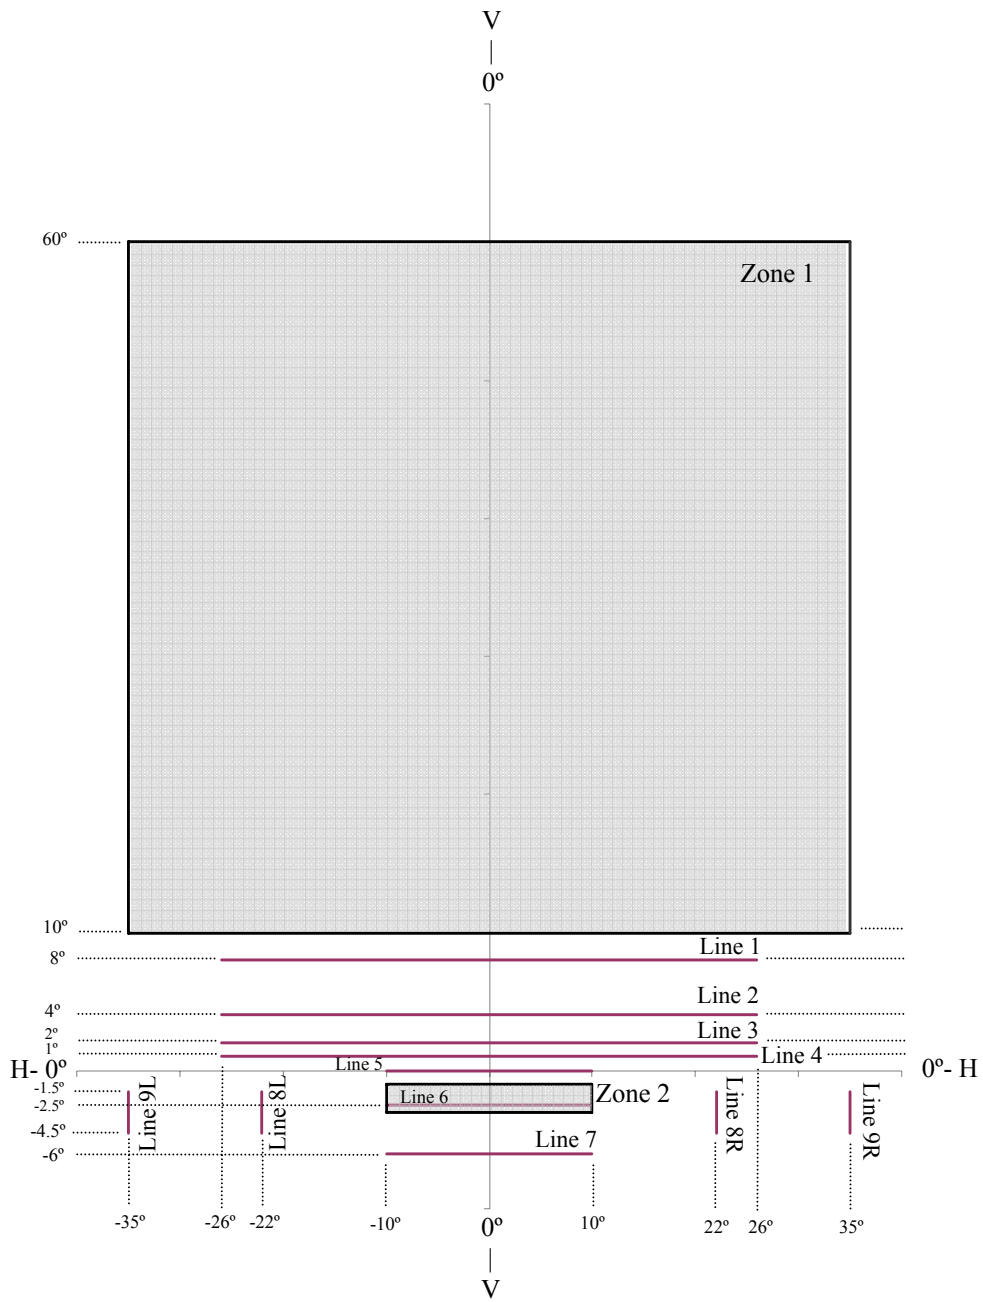 V
0º
60º
Zone 1
10º
8º
Line 1
4º
Line 2
2º
Line 3
1º
Line 4
H- 0º
Line 5
0º- H
-1.5º
-2.5º
Line 6
Zone 2
-4.5º
Line 9L
Line 8L
Line 8R
Line 9R
-6º
Line 7
-35º
-26º
-22º
-10º
0º
10º
22º
26º
35º
V